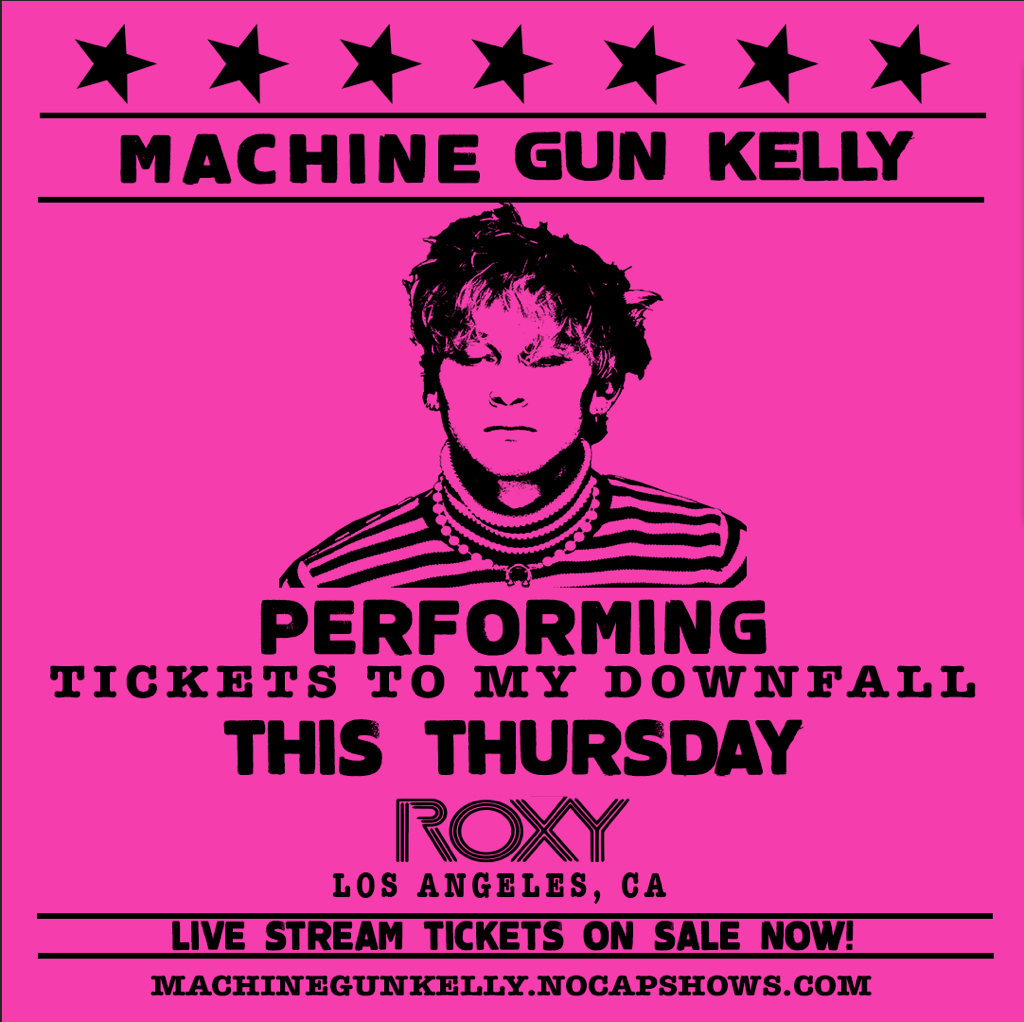 MACHINE GUN KELLY
PERFORMING
TICKETS TO MY DOWNFALL
THIS THURSDAY
ROXY
LOS ANGELES, CA
LIVE STREAM TICKETS ON SALE NOW!
MACHINEGUNKELLY.NOCAPSHOWS.COM